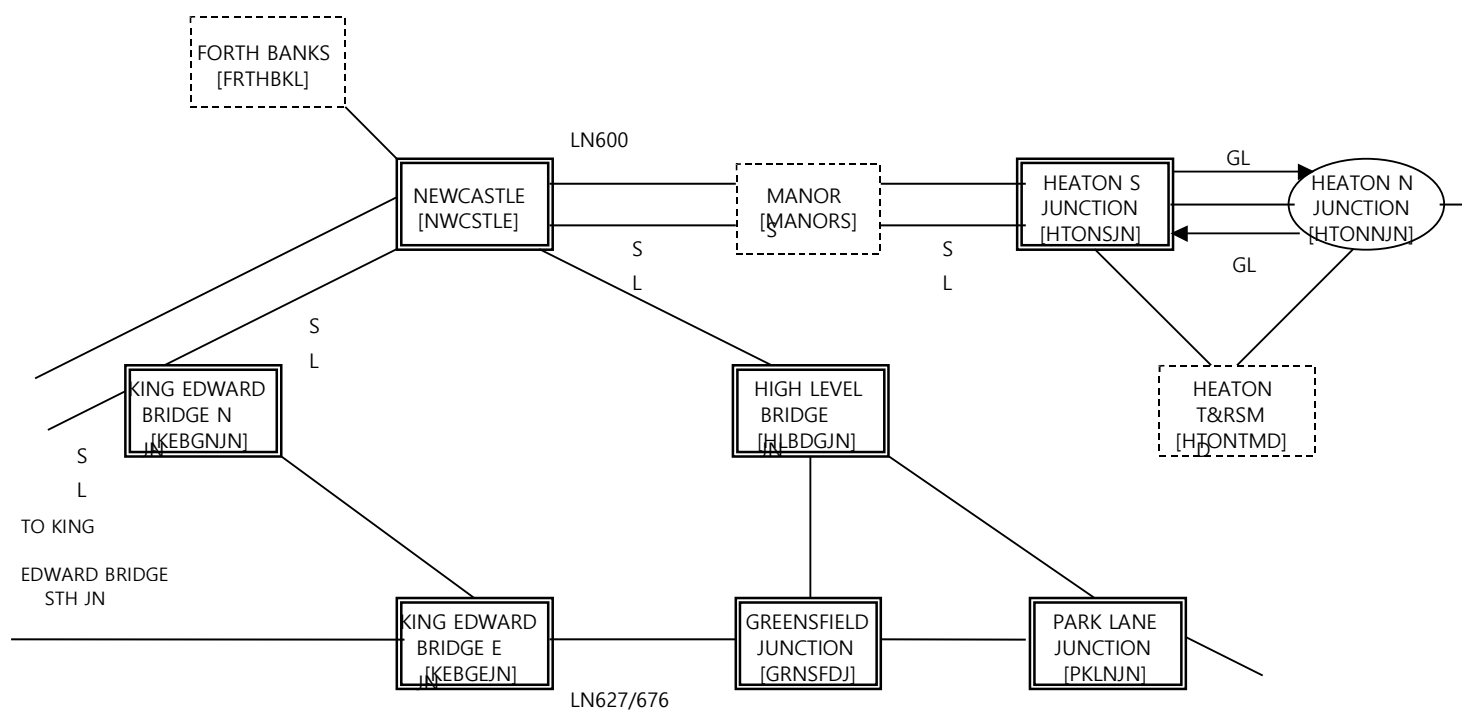 FORTH BANKS
[FRTHBKL]
LN600
GL
NEWCASTLE
[NWCSTLE]
MANOR
[MANORS]
S
HEATON S
JUNCTION
[HTONSJN]
HEATON N
JUNCTION
[HTONNJN]
S
L
S
L
GL
S
L
KING EDWARD
BRIDGE N
[KEBGNJN]
JN
HIGH LEVEL
BRIDGE
[HLBDGJN]
JN
HEATON
T&RSM
[HTONTMD]
D
S
L
TO KING
EDWARD BRIDGE
STH JN
KING EDWARD
BRIDGE E
[KEBGEJN]
JN
GREENSFIELD
JUNCTION
[GRNSFDJ]
PARK LANE
JUNCTION
[PKLNJN]
LN627/676